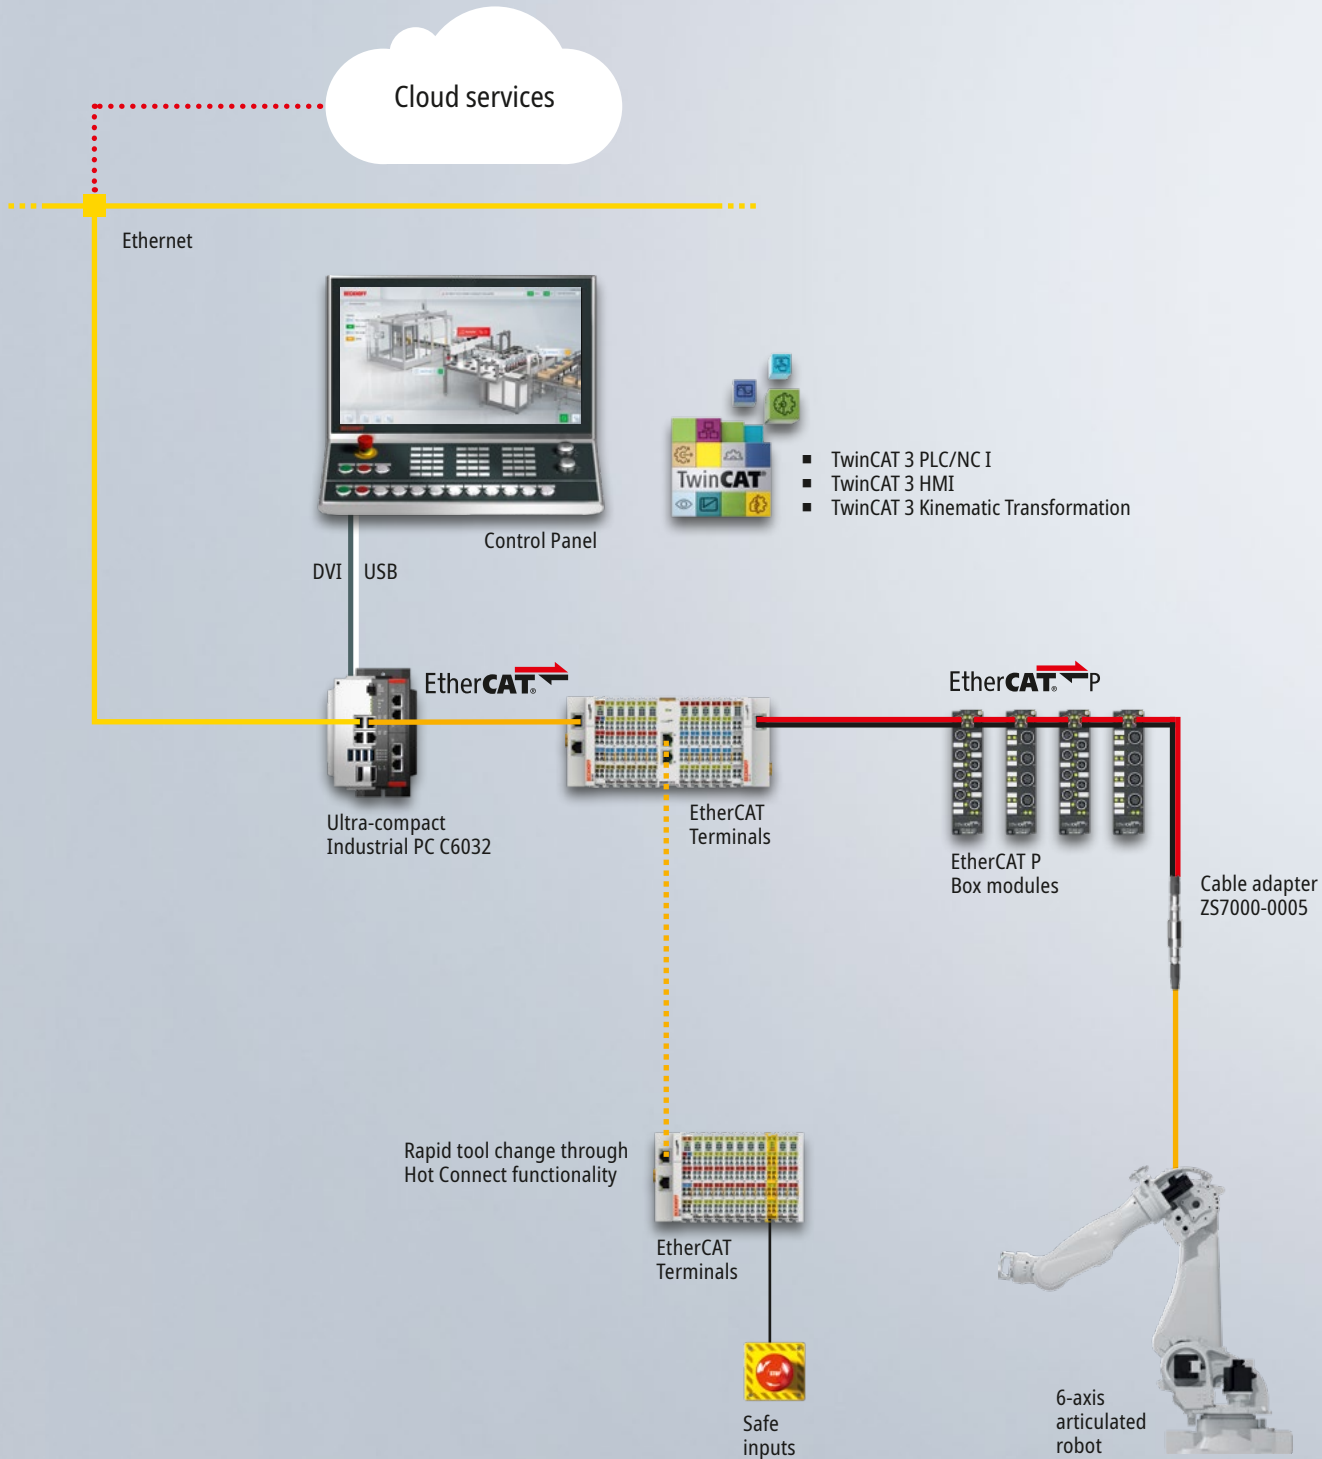 Cloud services
Ethernet
BECKHOFF
TwinCAT®
■ TwinCAT 3 PLC/NC I
■ TwinCAT 3 HMI
■ TwinCAT 3 Kinematic Transformation
Control Panel
DVI
USB
EtherCAT®
EtherCAT®P
EtherCAT
Terminals
Ultra-compact
Industrial PC C6032
EtherCAT P
Box modules
Cable adapter
ZS7000-0005
Rapid tool change through
Hot Connect functionality
EtherCAT
Terminals
6-axis
articulated
robot
Safe
inputs